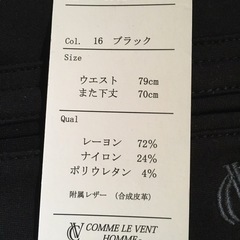 Col. 16 ブラック
Size
ウエスト 79cm
また下丈 70cm
Qual
レーヨン 72%
ナイロン 24%
ポリウレタン 4%
附属レザー (合成皮革)
COMME LE VENT
HOMME